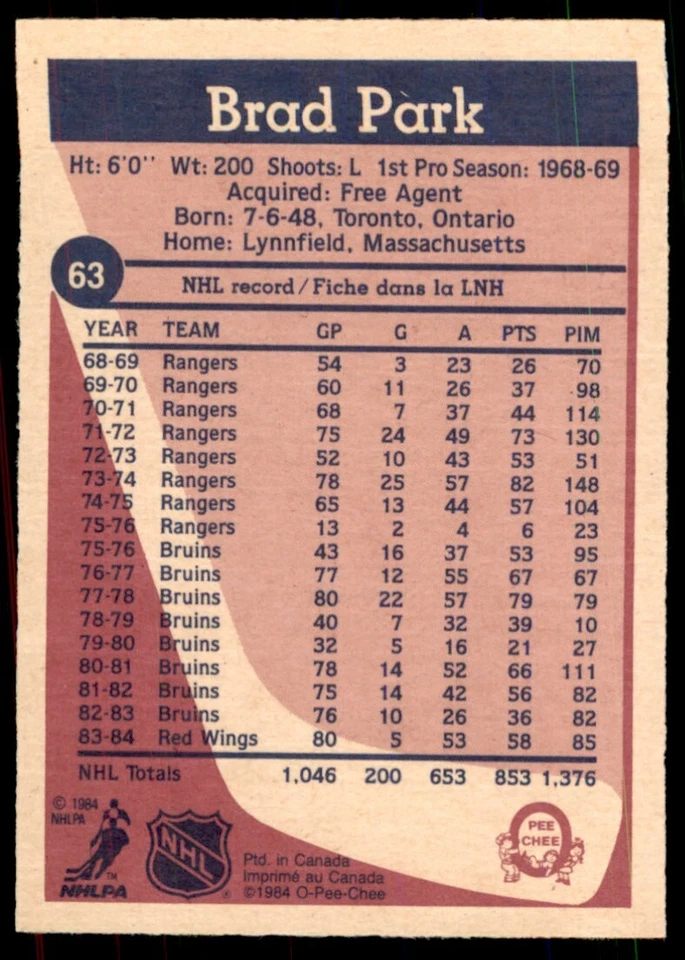 Brad Park
Ht: 6'0'' Wt: 200 Shoots: L 1st Pro Season: 1968-69
Acquired: Free Agent
Born: 7-6-48, Toronto, Ontario
Home: Lynnfield, Massachusetts
63
NHL record/Fiche dans la LNH
YEAR TEAM GP G A PTS PIM
68-69 Rangers 54 3 23 26 70
69-70 Rangers 60 11 26 37 98
70-71 Rangers 68 7 37 44 114
71-72 Rangers 75 24 49 73 130
72-73 Rangers 52 10 43 53 51
73-74 Rangers 78 25 57 82 148
74-75 Rangers 65 13 44 57 104
75-76 Rangers 13 2 4 6 23
75-76 Bruins 43 16 37 53 95
76-77 Bruins 77 12 55 67 67
77-78 Bruins 80 22 57 79 79
78-79 Bruins 40 7 32 39 10
79-80 Bruins 32 5 16 21 27
80-81 Bruins 78 14 52 66 111
81-82 Bruins 75 14 42 56 82
82-83 Bruins 76 10 26 36 82
83-84 Red Wings 80 5 53 58 85
NHL Totals 1,046 200 653 853 1,376
© 1984
NHLPA
TM
NHLPA
NHL
®
Ptd. in Canada
Imprimé au Canada
©1984 O-Pee-Chee
PEE
CHEE